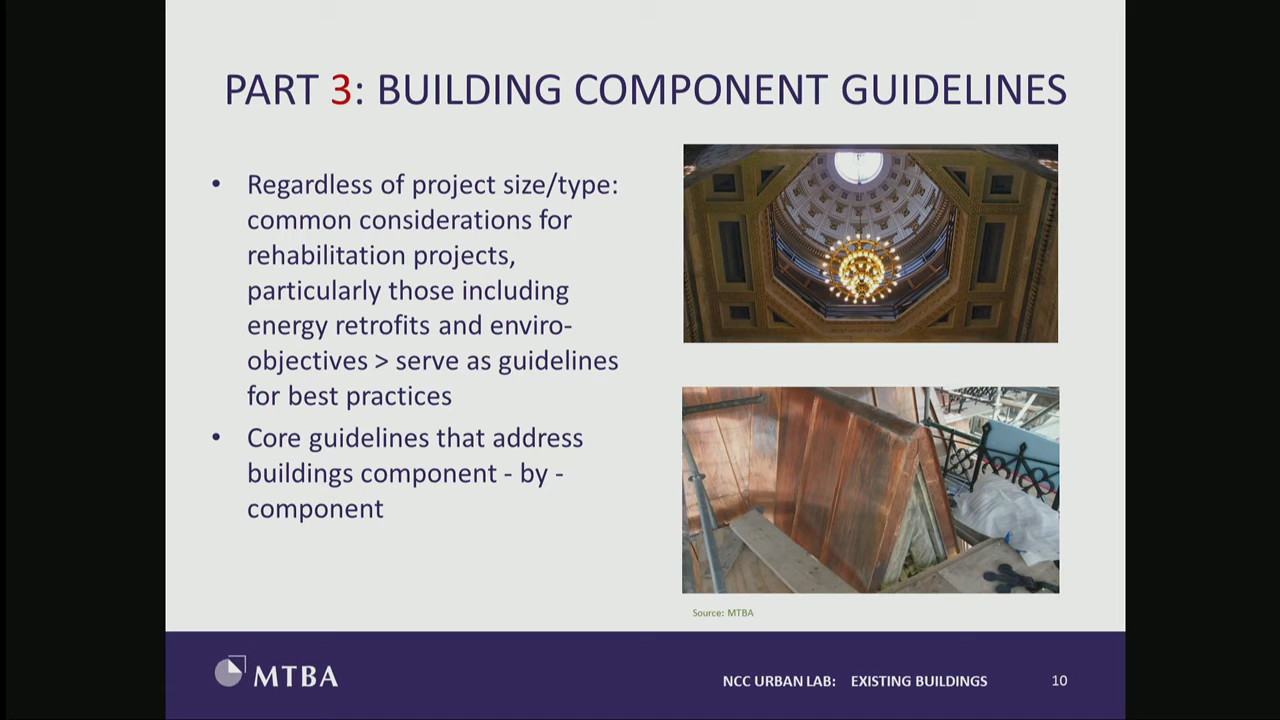 PART 3: BUILDING COMPONENT GUIDELINES
• Regardless of project size/type:
common considerations for
rehabilitation projects,
particularly those including
energy retrofits and enviro-
objectives > serve as guidelines
for best practices
• Core guidelines that address
buildings component - by -
component
Source: MTBA
MTBA
NCC URBAN LAB: EXISTING BUILDINGS
10